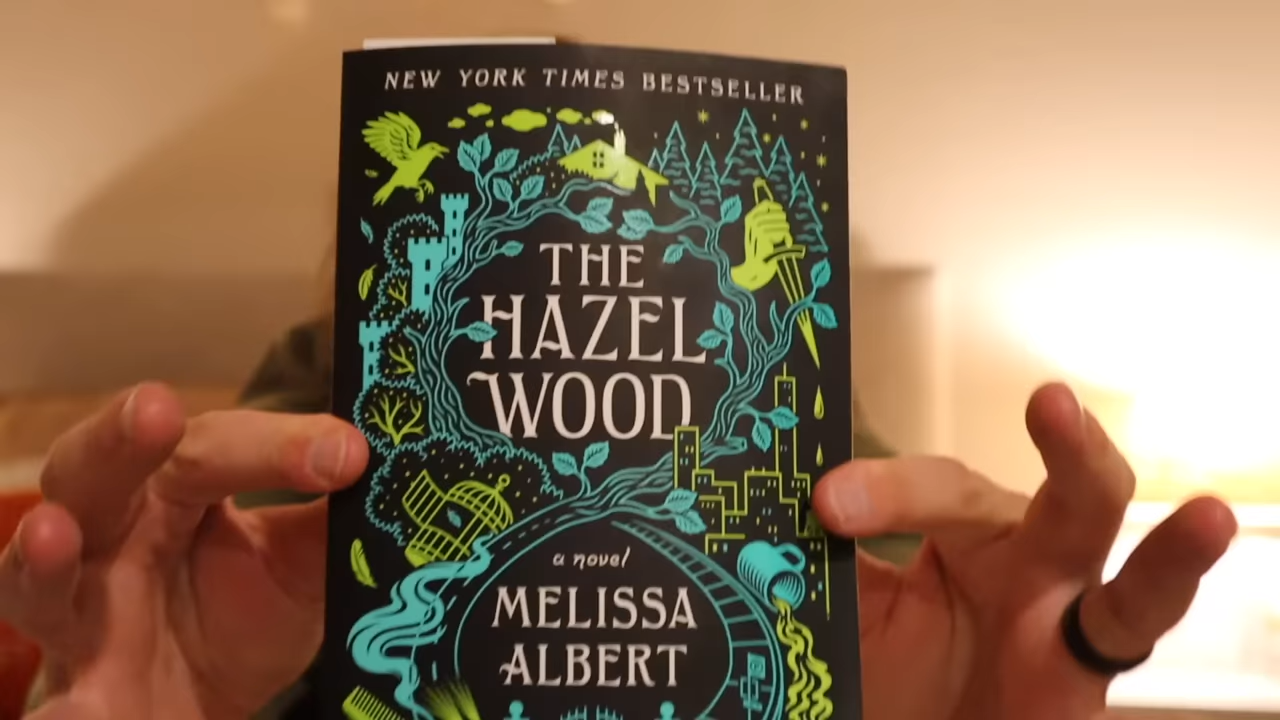 NEW YORK TIMES BESTSELLER
THE
HAZEL
WOOD
a novel
MELISSA
ALBERT